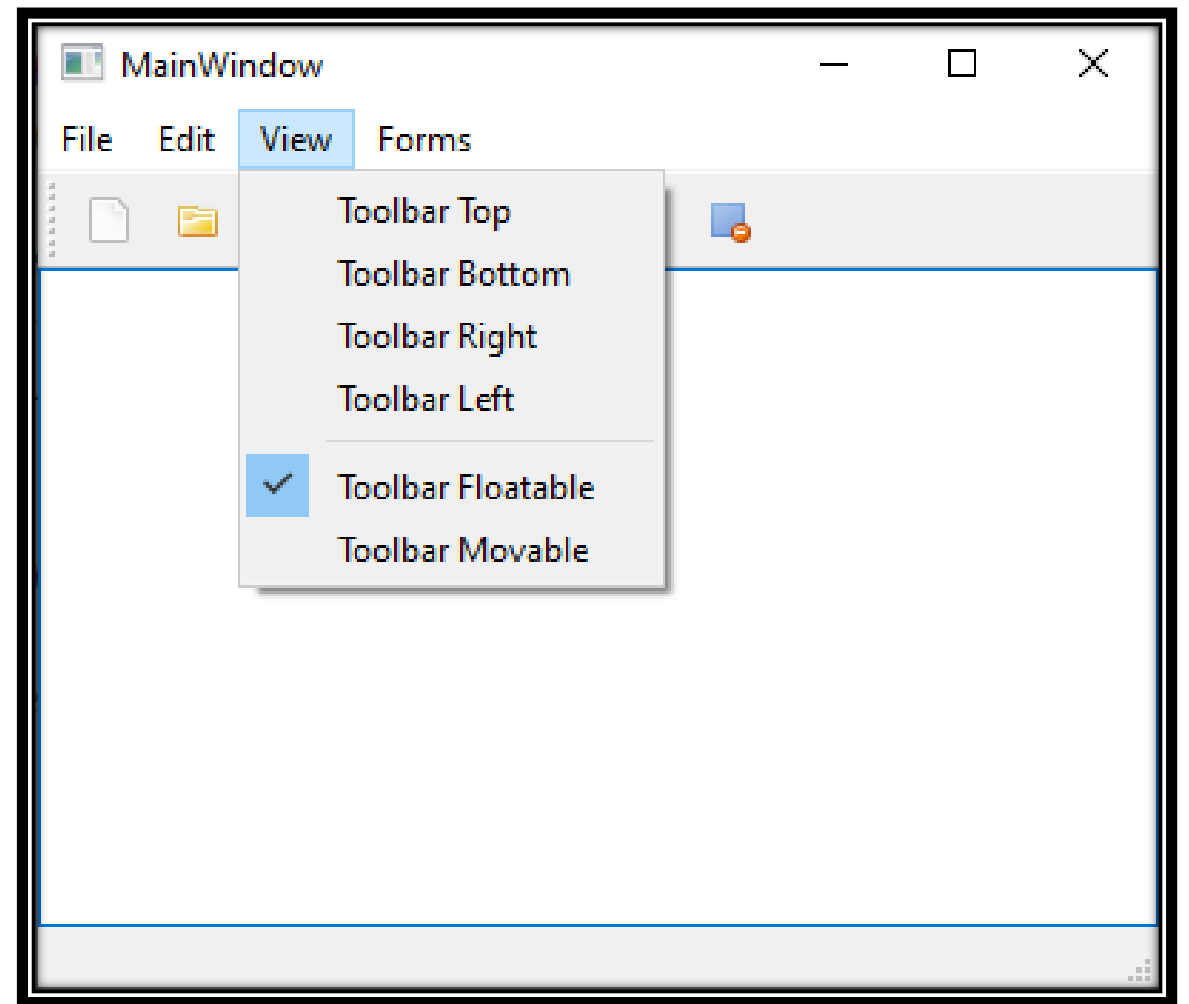 MainWindow
File Edit View Forms
Toolbar Top
Toolbar Bottom
Toolbar Right
Toolbar Left
Toolbar Floatable
Toolbar Movable